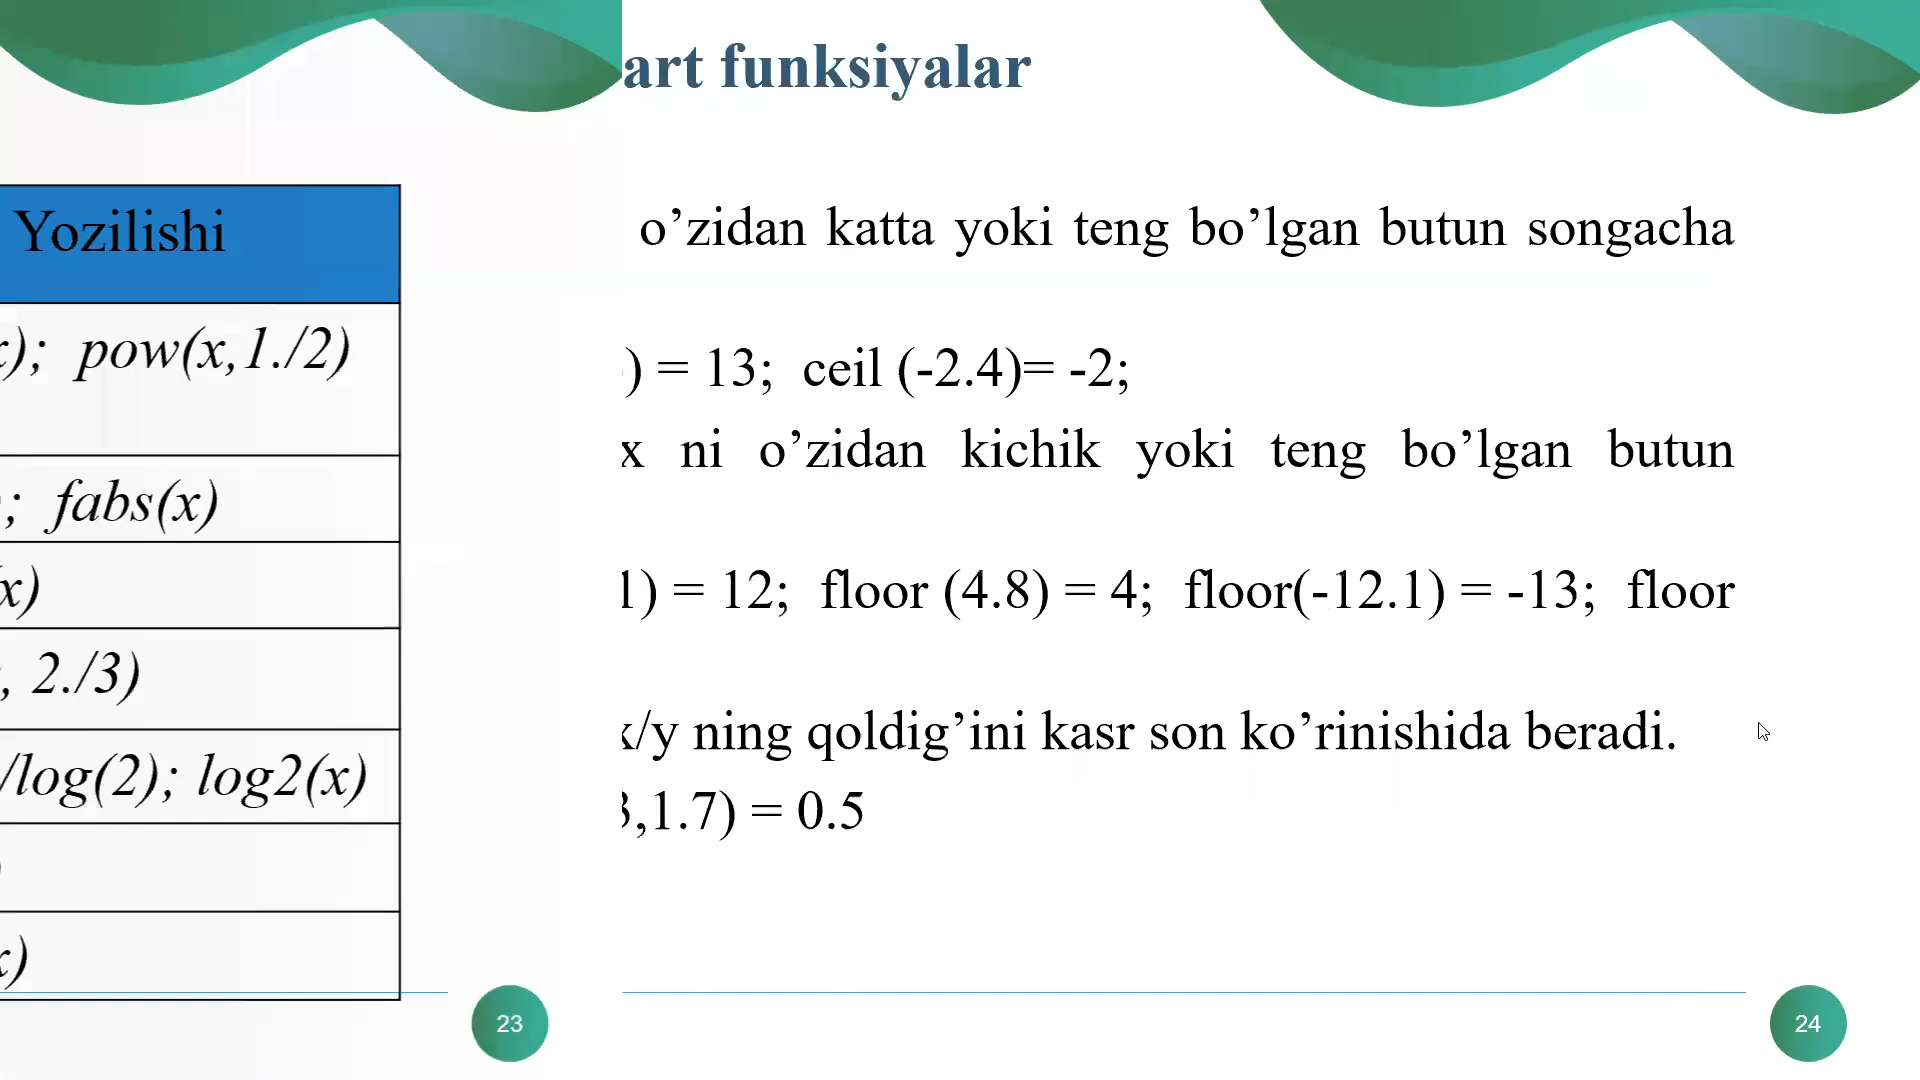 Yozilishi
x); pow(x,1./2)
; fabs(x)
x)
, 2./3)
/log(2); log2(x)
)
x)
23
art funksiyalar
o’zidan katta yoki teng bo’lgan butun songacha
) = 13; ceil (-2.4)= -2;
x ni o’zidan kichik yoki teng bo’lgan butun
1) = 12; floor (4.8) = 4; floor(-12.1) = -13; floor
x/y ning qoldig’ini kasr son ko’rinishida beradi.
3,1.7) = 0.5
24